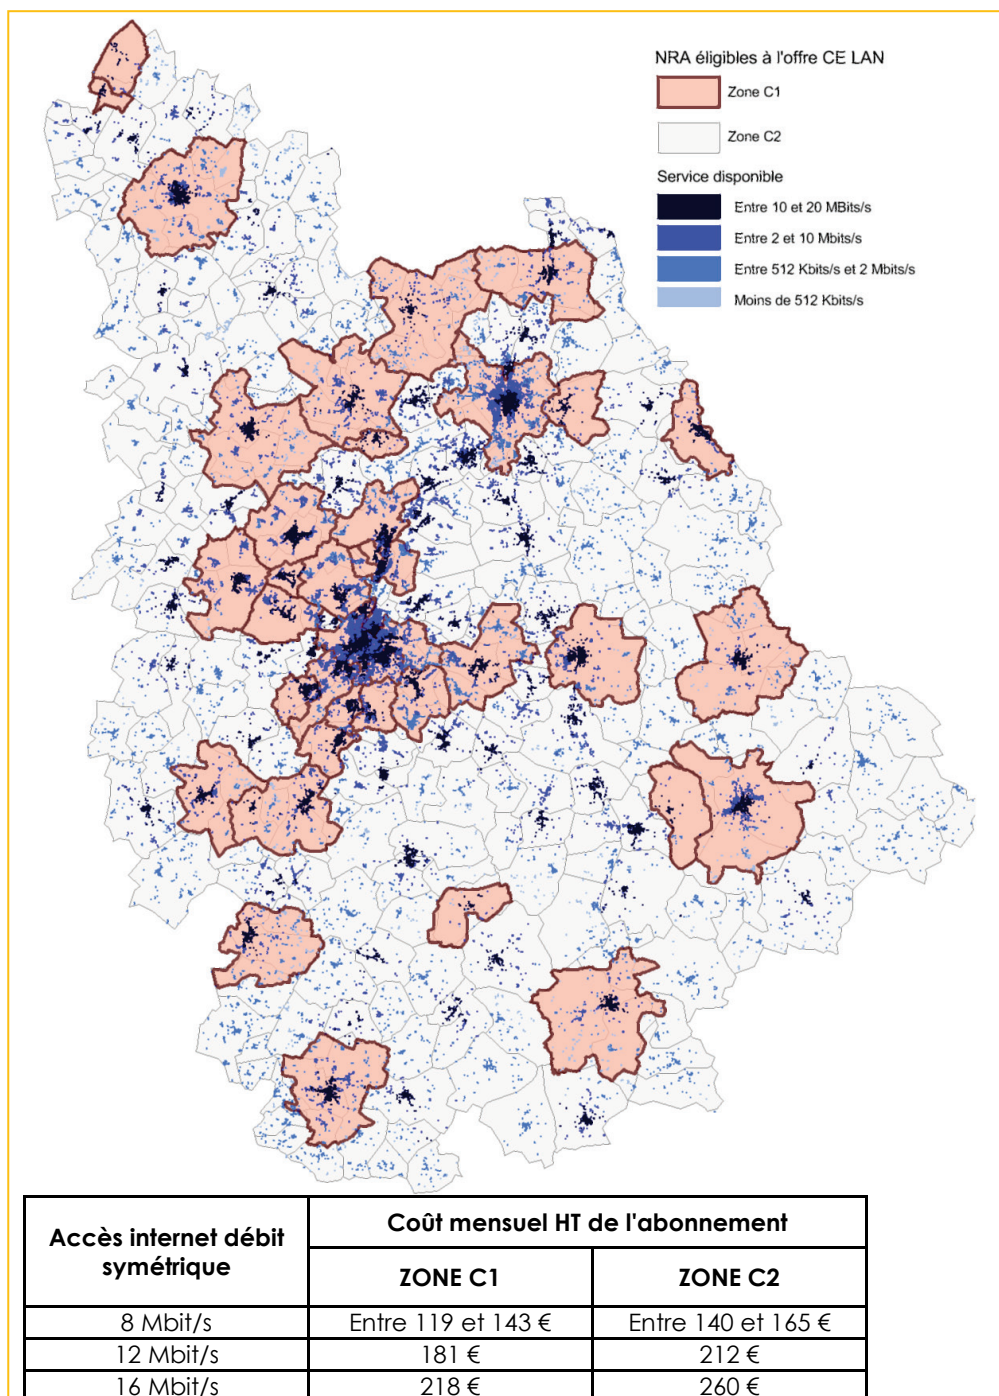 NRA éligibles à l'offre CE LAN
Zone C1
Zone C2
Service disponible
Entre 10 et 20 MBits/s
Entre 2 et 10 Mbits/s
Entre 512 Kbits/s et 2 Mbits/s
Moins de 512 Kbits/s
Accès internet débit symétrique
Coût mensuel HT de l'abonnement
ZONE C1
ZONE C2
8 Mbit/s
Entre 119 et 143 €
Entre 140 et 165 €
12 Mbit/s
181 €
212 €
16 Mbit/s
218 €
260 €